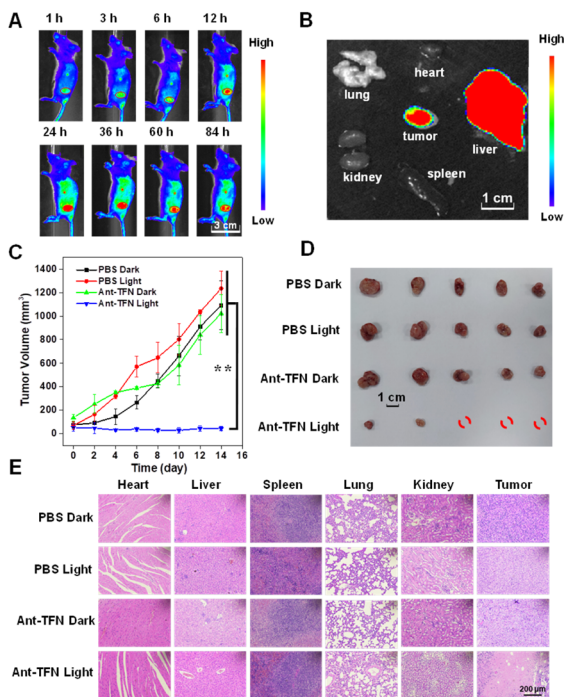 A
1 h 3 h 6 h 12 h
High
24 h 36 h 60 h 84 h
3 cm
Low
B
High
heart
lung
tumor
liver
kidney
spleen
1 cm
Low
C
Tumor Volume (mm³)
1400
1200
1000
800
600
400
200
0
PBS Dark
PBS Light
Ant-TFN Dark
Ant-TFN Light
**
0 2 4 6 8 10 12 14
Time (day)
D
PBS Dark
PBS Light
Ant-TFN Dark
1 cm
Ant-TFN Light
E
Heart Liver Spleen Lung Kidney Tumor
PBS Dark
PBS Light
Ant-TFN Dark
Ant-TFN Light
200 μm